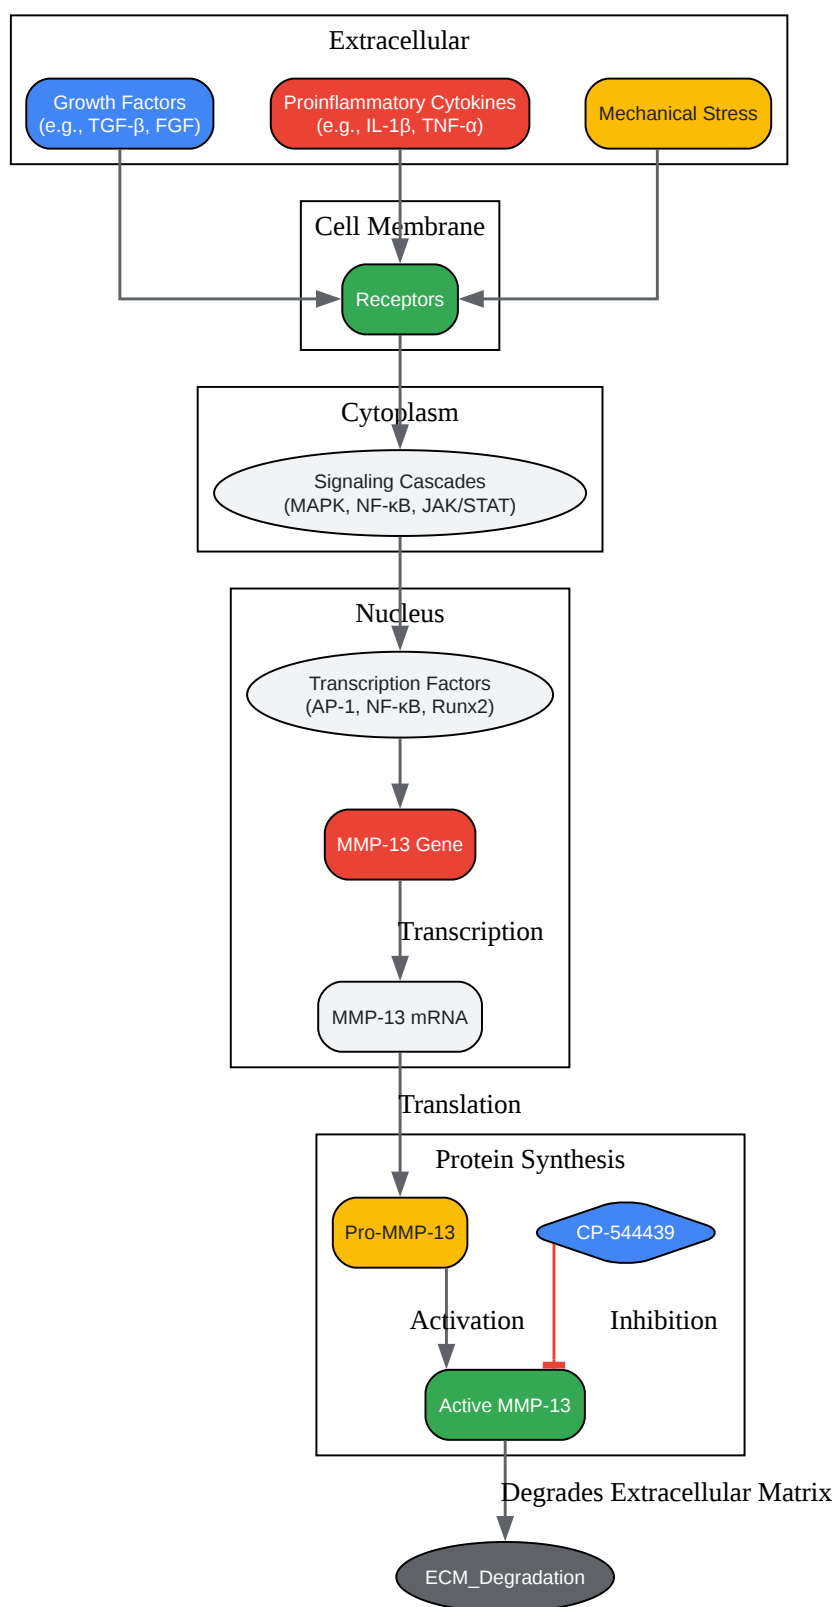 Extracellular
Growth Factors
(e.g., TGF-β, FGF)
Proinflammatory Cytokines
(e.g., IL-1β, TNF-α)
Mechanical Stress
Cell Membrane
Receptors
Cytoplasm
Signaling Cascades
(MAPK, NF-κB, JAK/STAT)
Nucleus
Transcription Factors
(AP-1, NF-κB, Runx2)
MMP-13 Gene
Transcription
MMP-13 mRNA
Translation
Protein Synthesis
Pro-MMP-13
CP-544439
Activation
Inhibition
Active MMP-13
Degrades Extracellular Matrix
ECM_Degradation